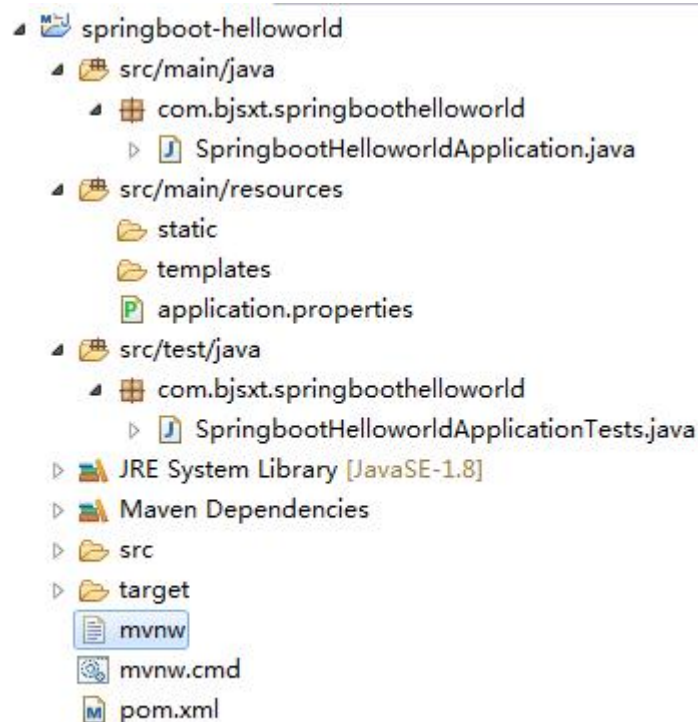 springboot-helloworld
src/main/java
com.bjsxt.springboothelloworld
SpringbootHelloworldApplication.java
src/main/resources
static
templates
application.properties
src/test/java
com.bjsxt.springboothelloworld
SpringbootHelloworldApplicationTests.java
JRE System Library [JavaSE-1.8]
Maven Dependencies
src
target
mvnw
mvnw.cmd
pom.xml